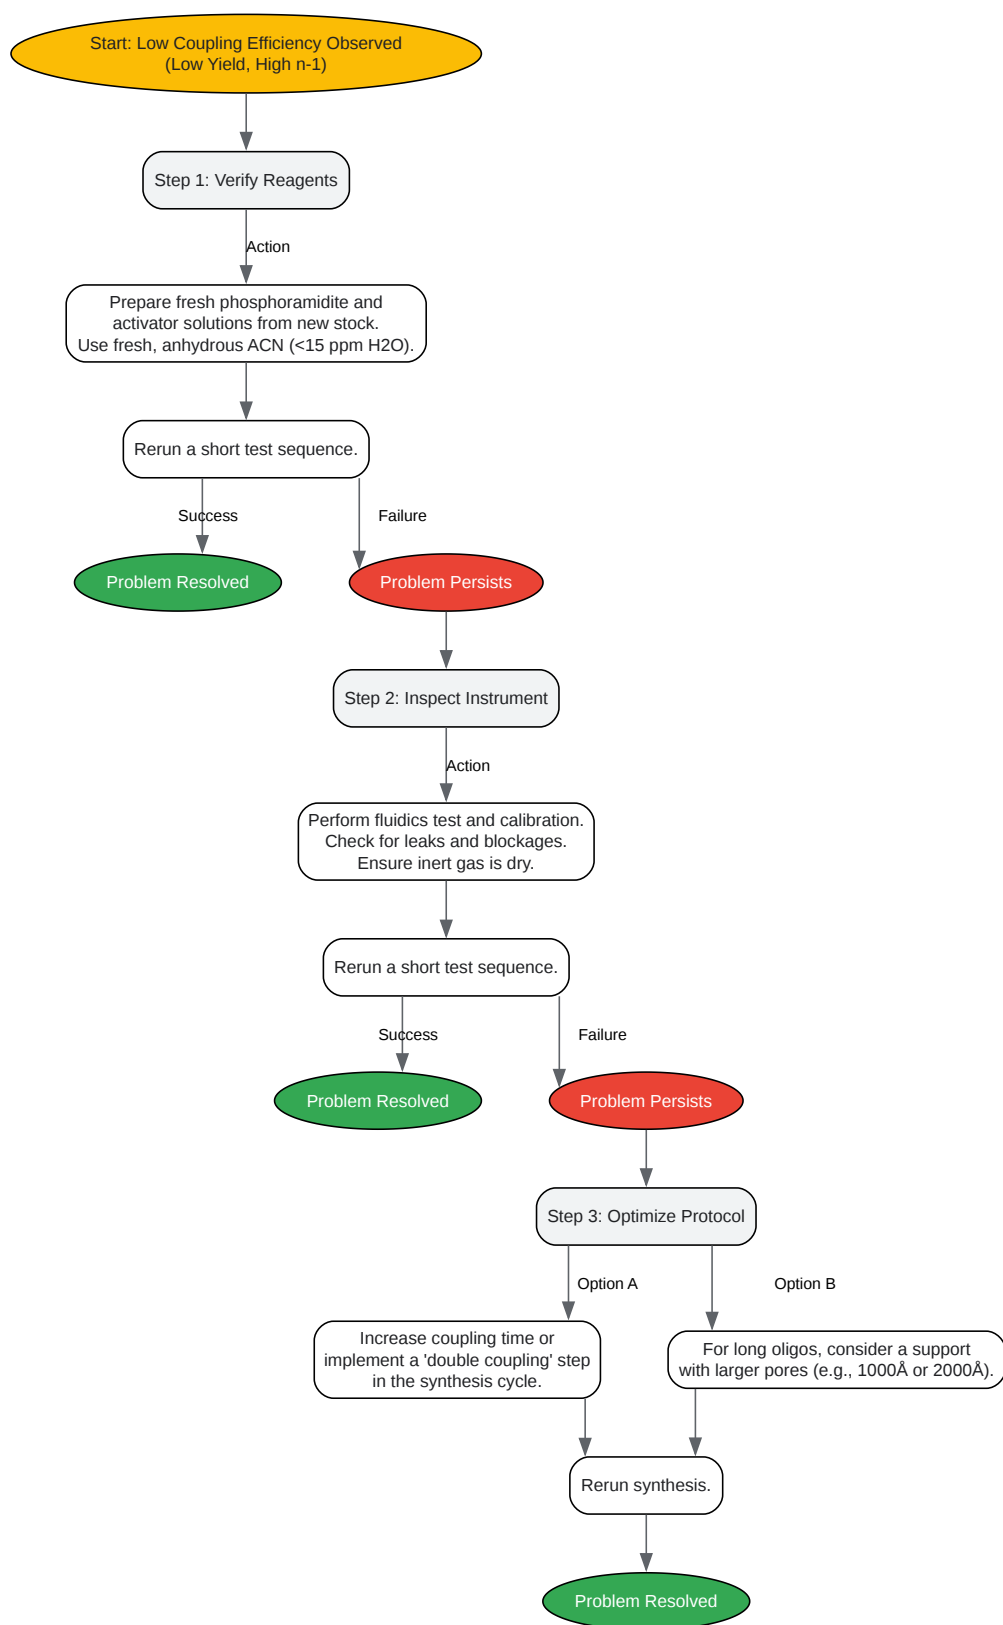 Start: Low Coupling Efficiency Observed
(Low Yield, High n-1)
Step 1: Verify Reagents
Action
Prepare fresh phosphoramidite and
activator solutions from new stock.
Use fresh, anhydrous ACN (<15 ppm H2O).
Rerun a short test sequence.
Success
Failure
Problem Resolved
Problem Persists
Step 2: Inspect Instrument
Action
Perform fluidics test and calibration.
Check for leaks and blockages.
Ensure inert gas is dry.
Rerun a short test sequence.
Success
Failure
Problem Resolved
Problem Persists
Step 3: Optimize Protocol
Option A
Option B
Increase coupling time or
implement a 'double coupling' step
in the synthesis cycle.
For long oligos, consider a support
with larger pores (e.g., 1000Å or 2000Å).
Rerun synthesis.
Problem Resolved